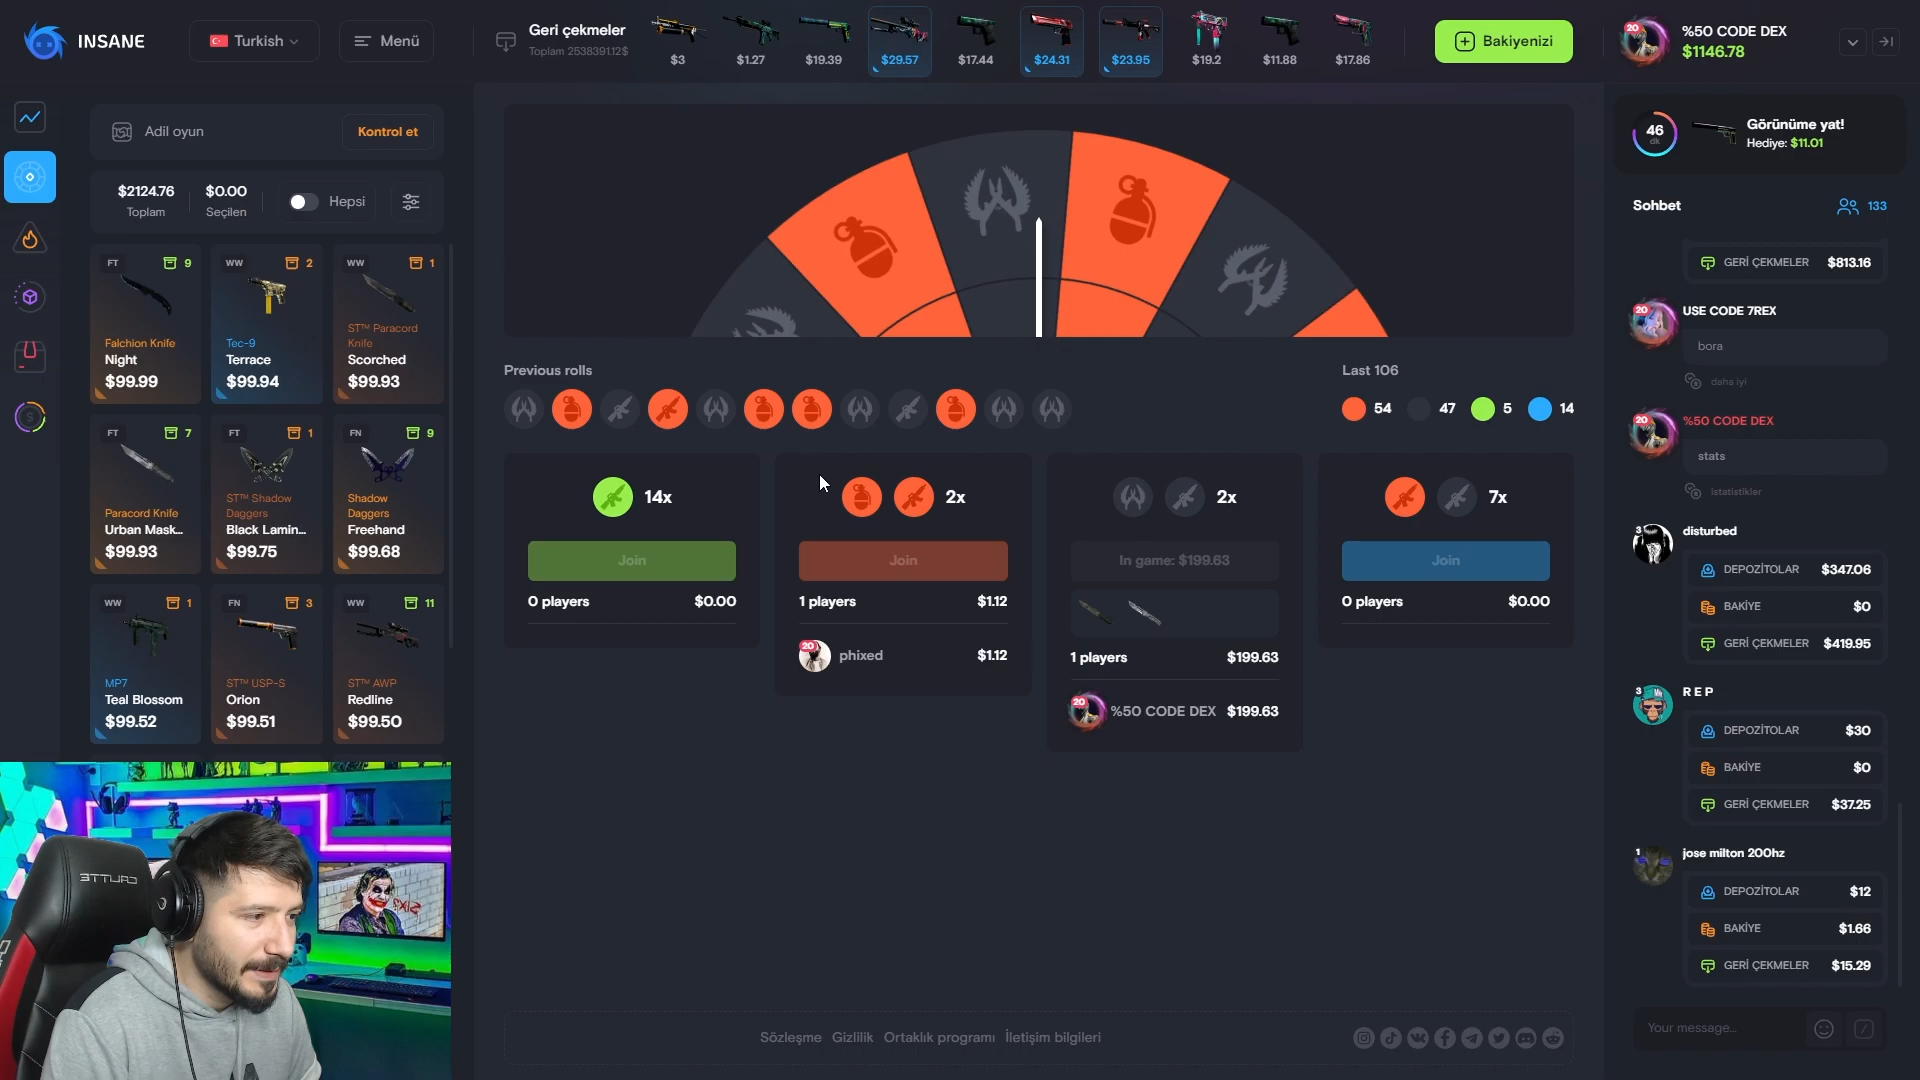 INSANE
Turkish
Menü
Geri çekmeler
Toplam 253839.112$
$3
$1.27
$19.39
$29.57
$17.44
$24.31
$23.95
$19.2
$11.88
$17.86
Bakiyenizi
20
%50 CODE DEX
$1146.78
Adil oyun
Kontrol et
$2124.76
Toplam
$0.00
Seçilen
Hepsi
FT
9
Falchion Knife
Night
$99.99
WW
2
Tec-9
Terrace
$99.94
WW
1
ST™ Paracord Knife
Scorched
$99.93
FT
7
Paracord Knife
Urban Mask...
$99.93
FT
1
ST™ Shadow Daggers
Black Lamin...
$99.75
FN
9
Shadow Daggers
Freehand
$99.68
WW
1
MP7
Teal Blossom
$99.52
FN
3
ST™ USP-S
Orion
$99.51
WW
11
ST™ AWP
Redline
$99.50
Previous rolls
Last 106
54
47
5
14
14x
Join
0 players
$0.00
2x
Join
1 players
$1.12
20
phixed
$1.12
2x
In game: $199.63
1 players
$199.63
20
%50 CODE DEX
$199.63
7x
Join
0 players
$0.00
46
dk
Görünüme yat!
Hediye: $11.01
Sohbet
133
GERİ ÇEKMELER
$813.16
20
USE CODE 7REX
bora
daha iyi
20
%50 CODE DEX
stats
istatistikler
3
disturbed
DEPOZİTOLAR
$347.06
BAKİYE
$0
GERİ ÇEKMELER
$419.95
3
R E P
DEPOZİTOLAR
$30
BAKİYE
$0
GERİ ÇEKMELER
$37.25
1
jose milton 200hz
DEPOZİTOLAR
$12
BAKİYE
$1.66
GERİ ÇEKMELER
$15.29
Your message...
Sözleşme
Gizlilik
Ortaklık programı
İletişim bilgileri